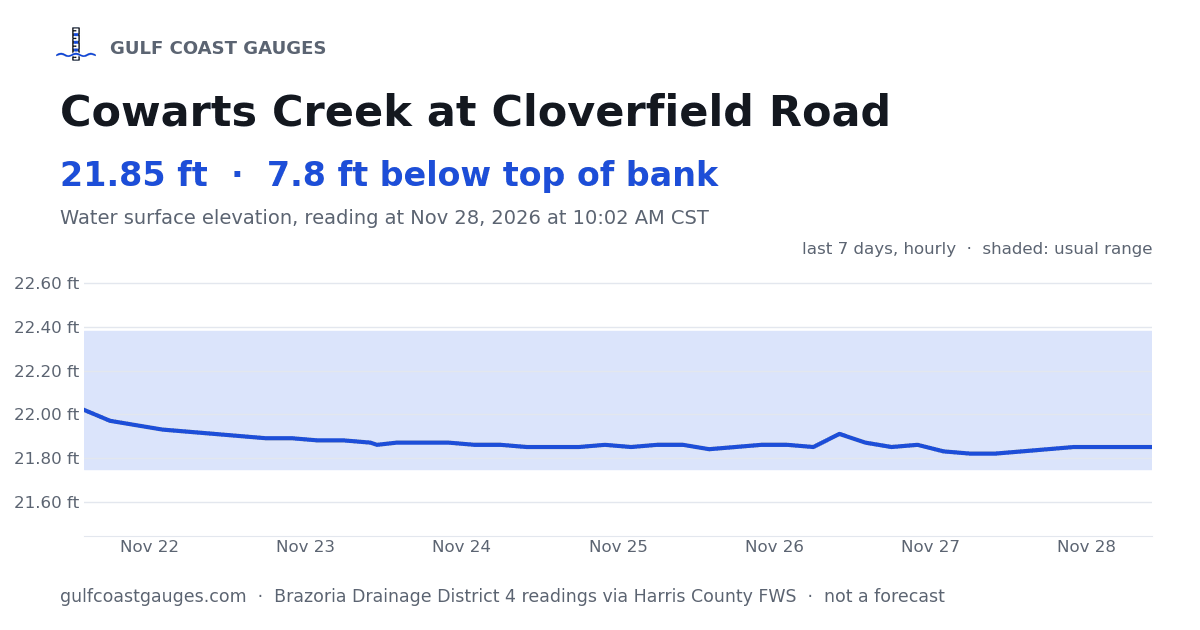 GULF COAST GAUGES
Cowarts Creek at Cloverfield Road
21.85 ft · 7.8 ft below top of bank
Water surface elevation, reading at Nov 28, 2026 at 10:02 AM CST
last 7 days, hourly · shaded: usual range
22.60 ft
22.40 ft
22.20 ft
22.00 ft
21.80 ft
21.60 ft
Nov 22 Nov 23 Nov 24 Nov 25 Nov 26 Nov 27 Nov 28
gulfcoastgauges.com · Brazoria Drainage District 4 readings via Harris County FWS · not a forecast